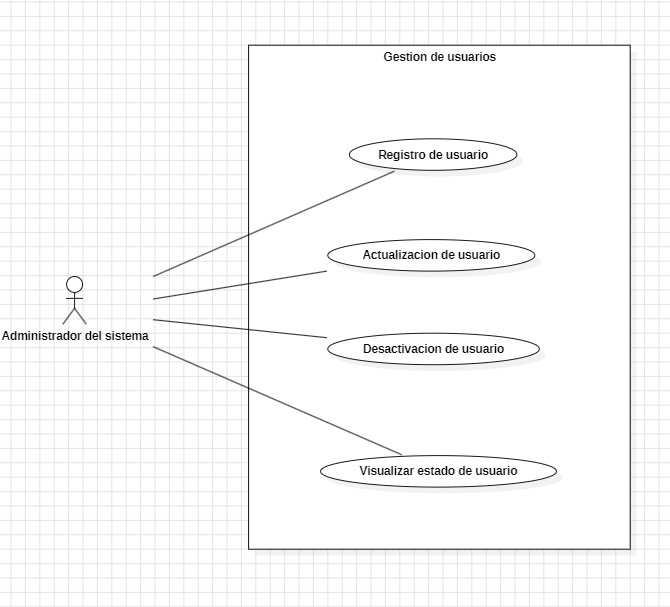 Gestion de usuarios
Registro de usuario
Actualizacion de usuario
Administrador del sistema
Desactivacion de usuario
Visualizar estado de usuario